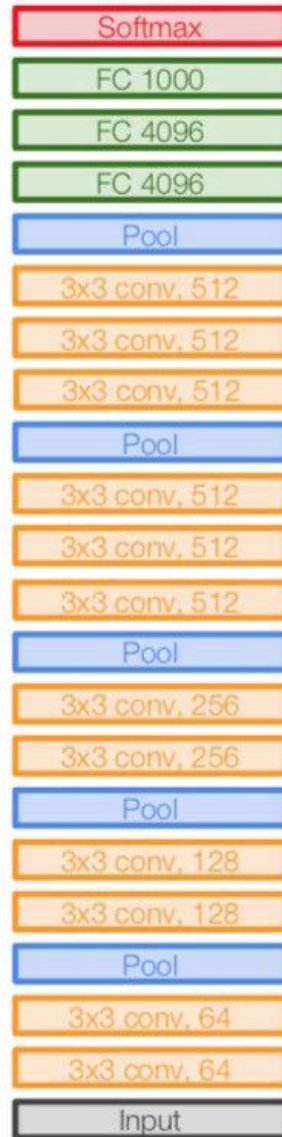 Softmax
FC 1000
FC 4096
FC 4096
Pool
3x3 conv, 512
3x3 conv, 512
3x3 conv, 512
Pool
3x3 conv, 512
3x3 conv, 512
3x3 conv, 512
Pool
3x3 conv, 256
3x3 conv, 256
Pool
3x3 conv, 128
3x3 conv, 128
Pool
3x3 conv, 64
3x3 conv, 64
Input